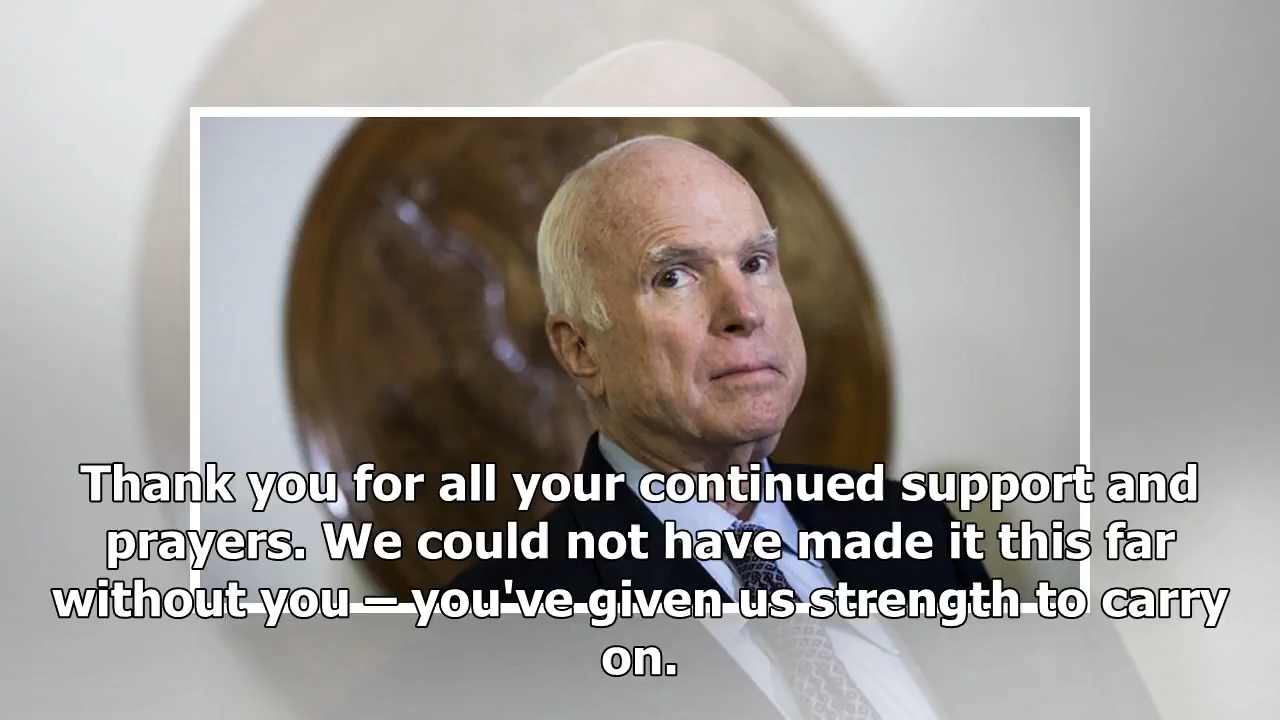 Thank you for all your continued support and
prayers. We could not have made it this far
without you — you've given us strength to carry
on.